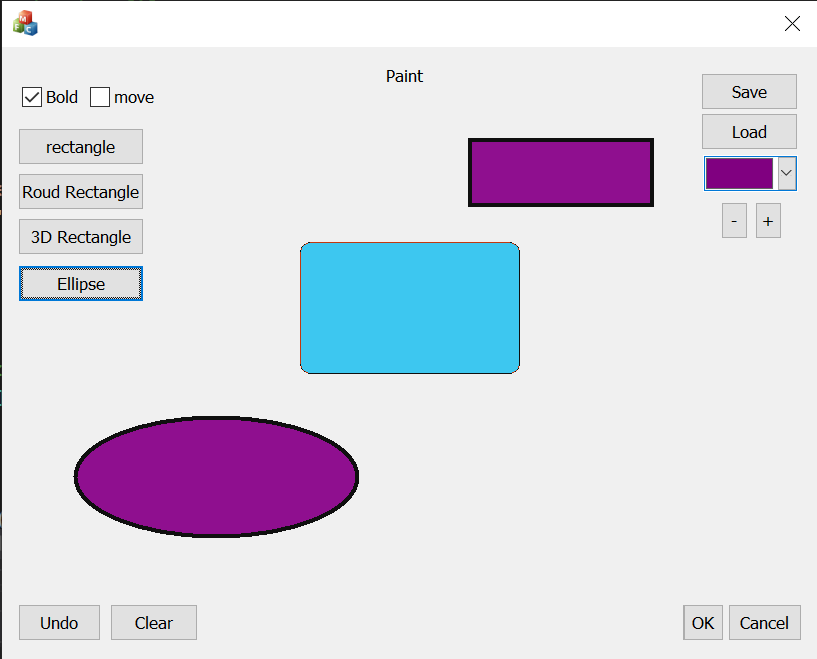 Paint
Bold
move
Save
Load
rectangle
Roud Rectangle
3D Rectangle
Ellipse
- +
Undo
Clear
OK
Cancel